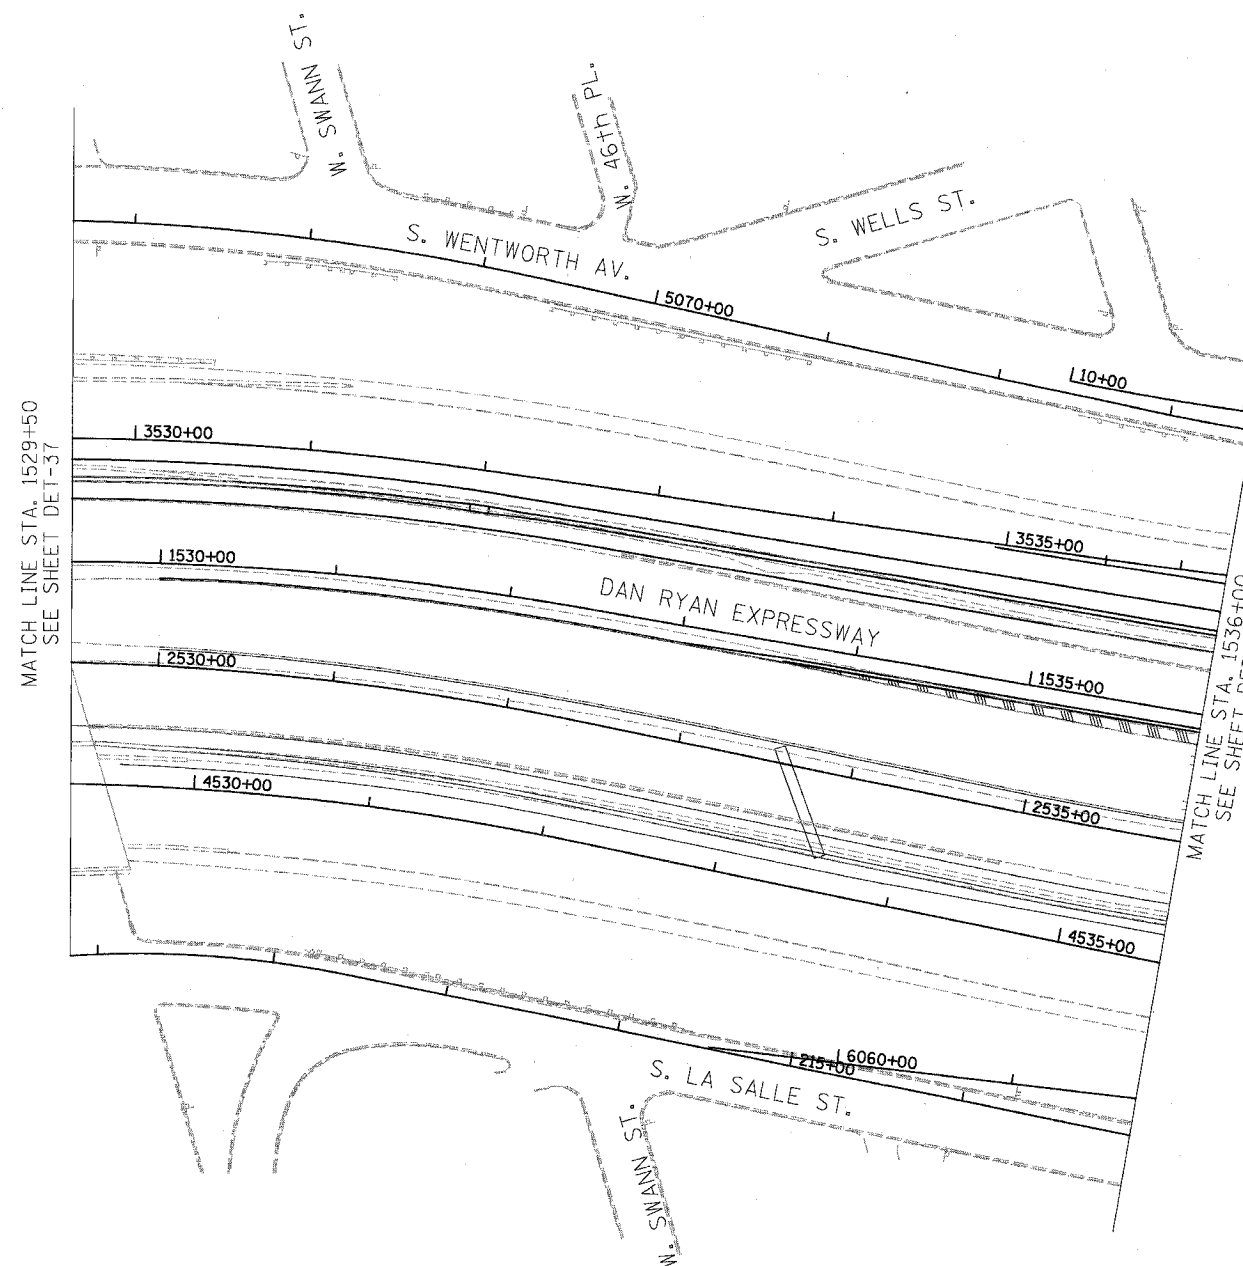 W. SWANN ST.
W. 46th PL.
S. WELLS ST.
S. WENTWORTH AV.
5070+00
10+00
MATCH LINE STA. 1529+50
SEE SHEET DET-37
3530+00
3535+00
1530+00
DAN RYAN EXPRESSWAY
1535+00
2530+00
2535+00
4530+00
4535+00
MATCH LINE STA. 1536+00
SEE SHEET
6060+00
215+00
S. LA SALLE ST.
W. SWANN ST.